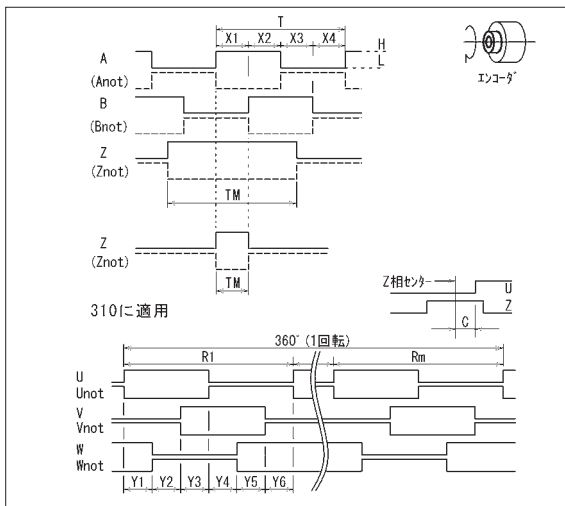 T
X1 X2 X3 X4
H
L
A
(Anot)
B
(Bnot)
Z
(Znot)
TM
Z
(Znot)
TM
310に適用
ｴﾝｺｰﾀﾞ
Z相ｾﾝﾀｰ
U
Z
C
360°(1回転)
R1
Rm
U
Unot
V
Vnot
W
Wnot
Y1 Y2 Y3 Y4 Y5 Y6